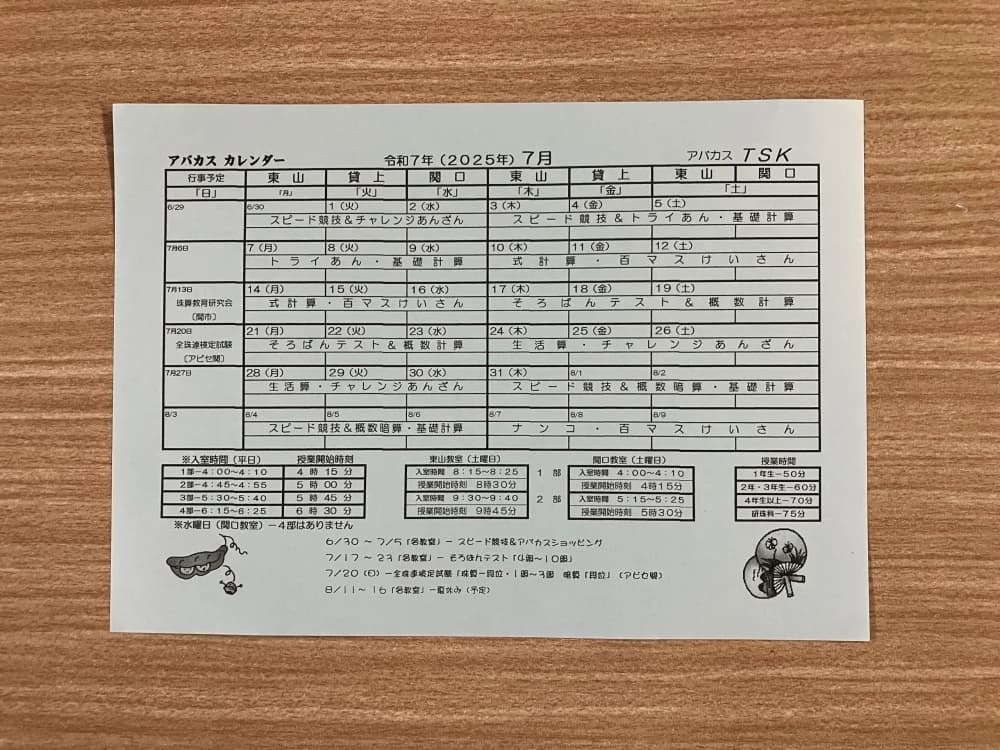 アバカス カレンダー 令和7年(2025年)7月 アバカス TSK
行事予定 東山 貸上 関口 東山 貸上 東山 関口
「日」 「月」 「火」 「水」 「木」 「金」 「土」
6/29 6/30 1(火) 2(水) 3(木) 4(金) 5(土)
スピード競技&チャレンジあんざん スピード競技&トライあん・基礎計算
7月6日 7(月) 8(火) 9(水) 10(木) 11(金) 12(土)
トライあん・基礎計算 式計算・百マスけいさん
7月13日 14(月) 15(火) 16(水) 17(木) 18(金) 19(土)
珠算教育研究会 式計算・百マスけいさん そろばんテスト&概数計算
〔関市〕
7月20日 21(月) 22(火) 23(水) 24(木) 25(金) 26(土)
全珠連検定試験 そろばんテスト&概数計算 生活算・チャレンジあんざん
〔アピセ関〕
7月27日 28(月) 29(火) 30(水) 31(木) 8/1 8/2
生活算・チャレンジあんざん スピード競技&概数暗算・基礎計算
8/3 8/4 8/5 8/6 8/7 8/8 8/9
スピード競技&概数暗算・基礎計算 ナンコ・百マスけいさん
※入室時間(平日) 授業開始時刻 東山教室(土曜日) 関口教室(土曜日) 授業時間
1部-4:00~4:10 4時15分 入室時間 8:15~8:25 1部 入室時間 4:00~4:10 1年生-50分
2部-4:45~4:55 5時00分 授業開始時刻 8時30分 授業開始時刻 4時15分 2年・3年生-60分
3部-5:30~5:40 5時45分 入室時間 9:30~9:40 2部 入室時間 5:15~5:25 4年生以上-70分
4部-6:15~6:25 6時30分 授業開始時刻 9時45分 授業開始時刻 5時30分 研珠科-75分
※水曜日(関口教室)-4部はありません
6/30 ~ 7/5「各教室」- スピード競技&アバカスショッピング
7/17 ~ 23「各教室」- そろばんテスト「4級~10級」
7/20(日)-全珠連検定試験「珠算-段位・1級~3級 暗算「段位」(アピセ関)
8/11~16「各教室」-夏休み(予定)